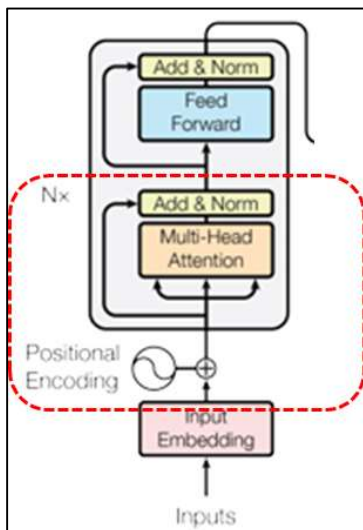 Add & Norm
Feed
Forward
N×
Add & Norm
Multi-Head
Attention
Positional
Encoding
Input
Embedding
Inputs